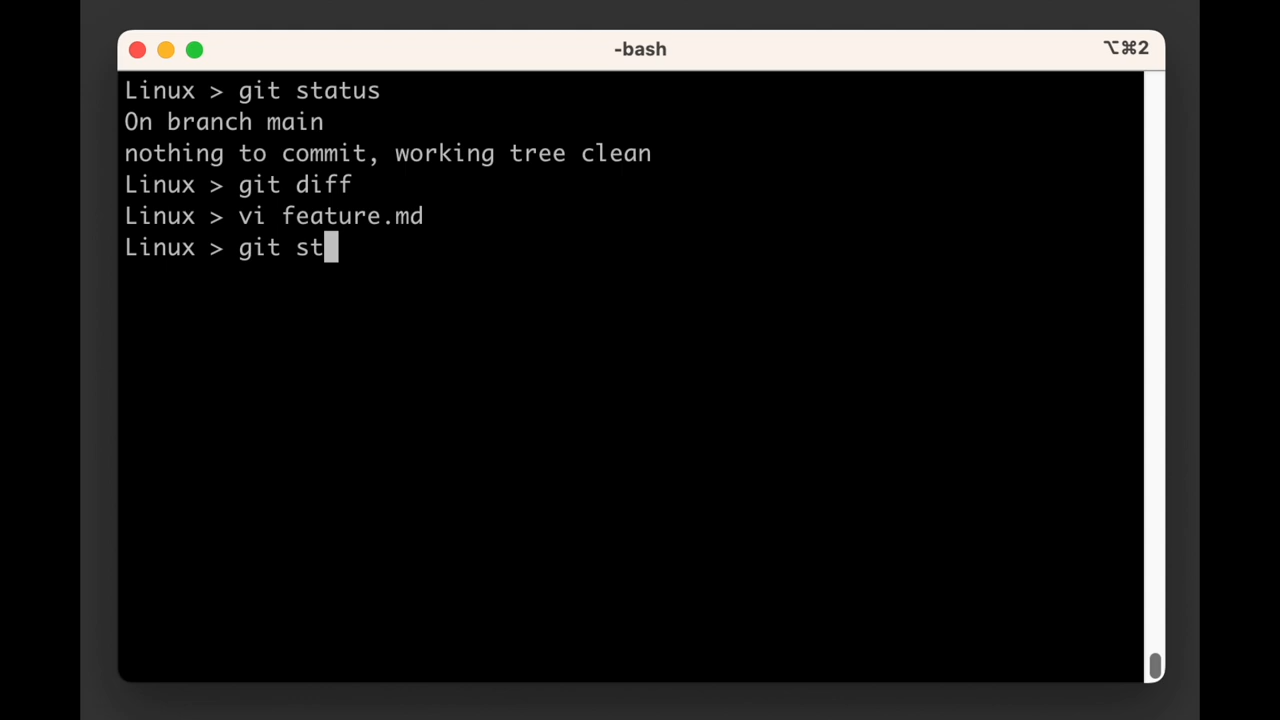 -bash
⌥⌘2
Linux > git status
On branch main
nothing to commit, working tree clean
Linux > git diff
Linux > vi feature.md
Linux > git st